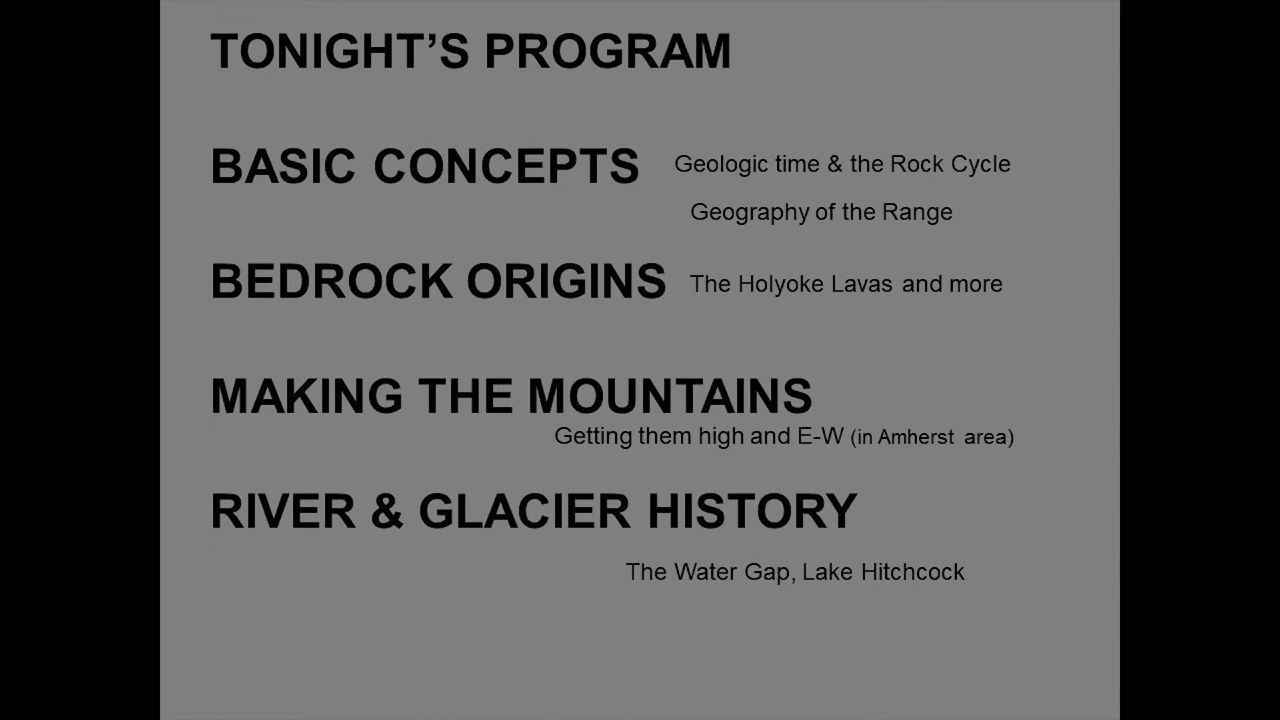 TONIGHT’S PROGRAM
BASIC CONCEPTS Geologic time & the Rock Cycle
Geography of the Range
BEDROCK ORIGINS The Holyoke Lavas and more
MAKING THE MOUNTAINS
Getting them high and E-W (in Amherst area)
RIVER & GLACIER HISTORY
The Water Gap, Lake Hitchcock